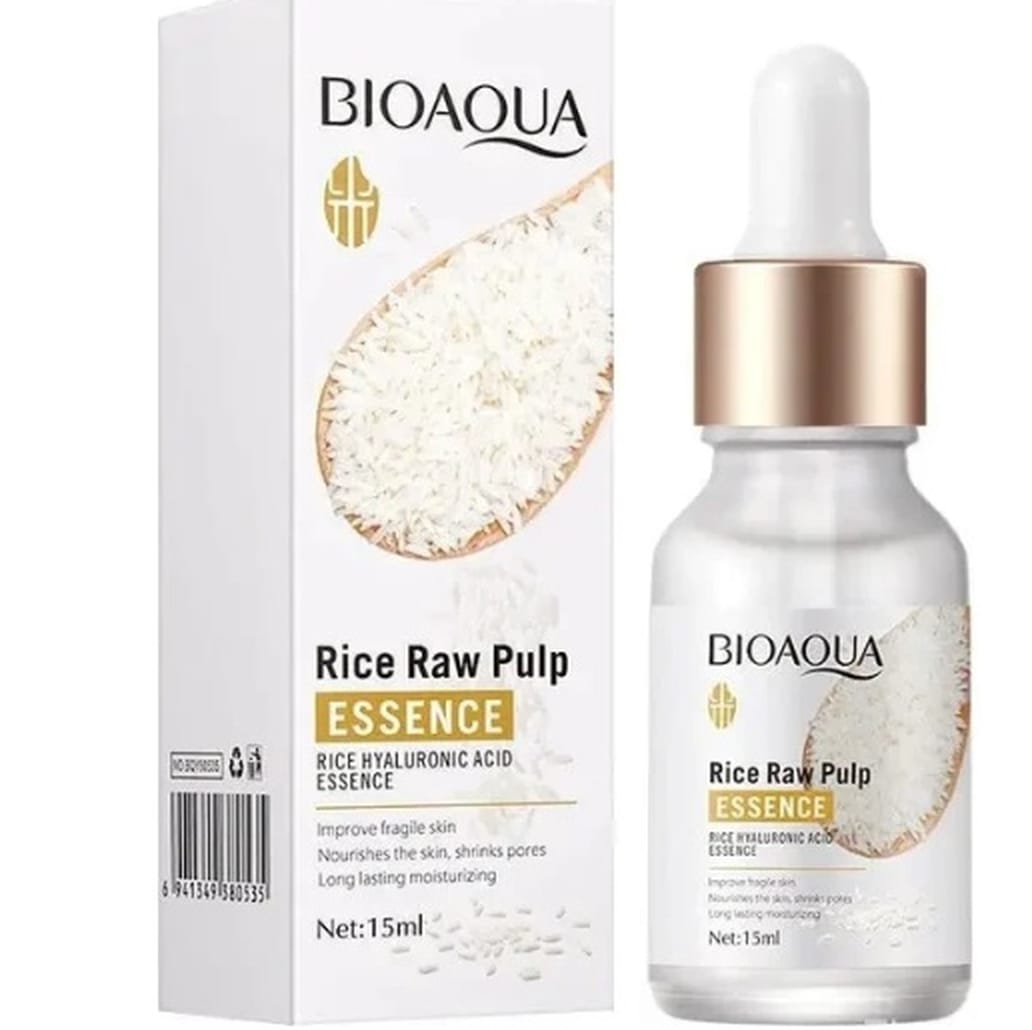 BIOAQUA
Rice Raw Pulp
ESSENCE
RICE HYALURONIC ACID
ESSENCE
Improve fragile skin
Nourishes the skin, shrinks pores
Long lasting moisturizing
Net:15ml
6 941349 380535
BIOAQUA
Rice Raw Pulp
ESSENCE
RICE HYALURONIC ACID
ESSENCE
Improve fragile skin
Nourishes the skin, shrinks pores
Long lasting moisturizing
Net:15ml